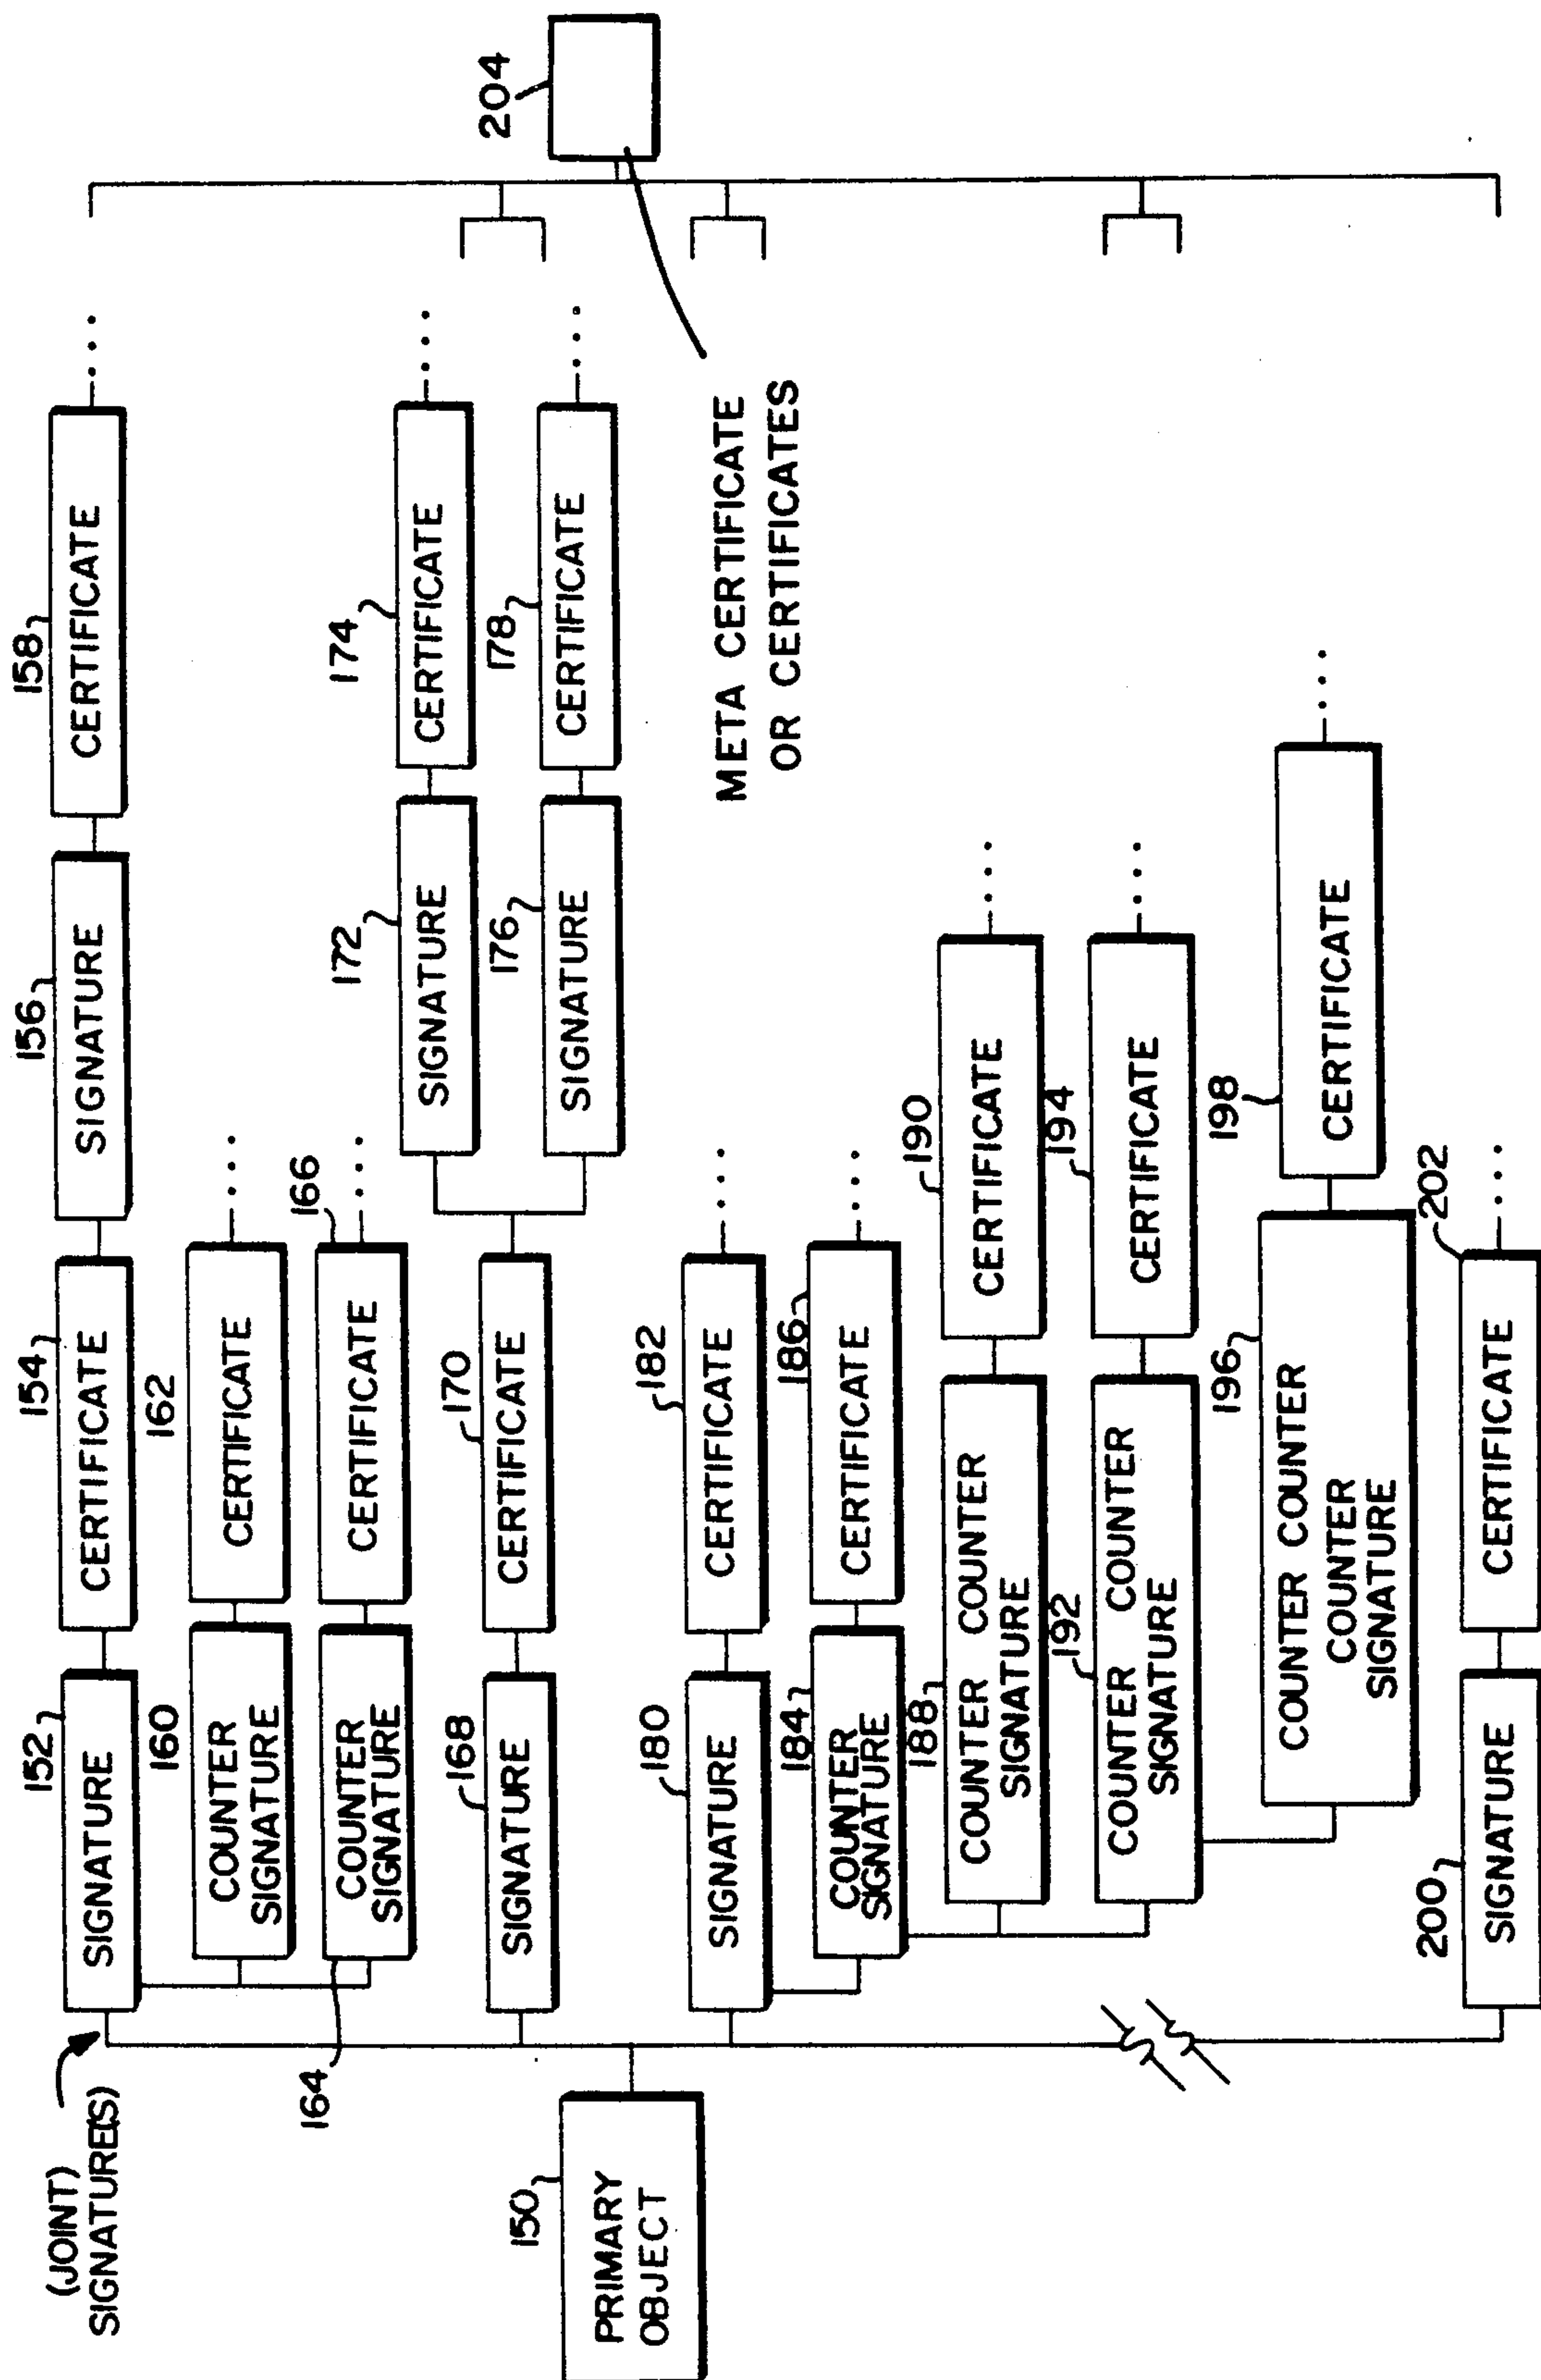 (JOINT)
SIGNATURE(S)
150
PRIMARY
OBJECT
152
SIGNATURE
154
CERTIFICATE
156
SIGNATURE
158
CERTIFICATE
160
COUNTER
SIGNATURE
162
CERTIFICATE
164
COUNTER
SIGNATURE
166
CERTIFICATE
168
SIGNATURE
170
CERTIFICATE
172
SIGNATURE
174
CERTIFICATE
176
SIGNATURE
178
CERTIFICATE
180
SIGNATURE
182
CERTIFICATE
184
COUNTER
SIGNATURE
186
CERTIFICATE
188
COUNTER COUNTER
SIGNATURE
190
CERTIFICATE
192
COUNTER COUNTER
SIGNATURE
194
CERTIFICATE
196
COUNTER COUNTER
COUNTER
SIGNATURE
198
CERTIFICATE
200
SIGNATURE
202
CERTIFICATE
204
META CERTIFICATE
OR CERTIFICATES